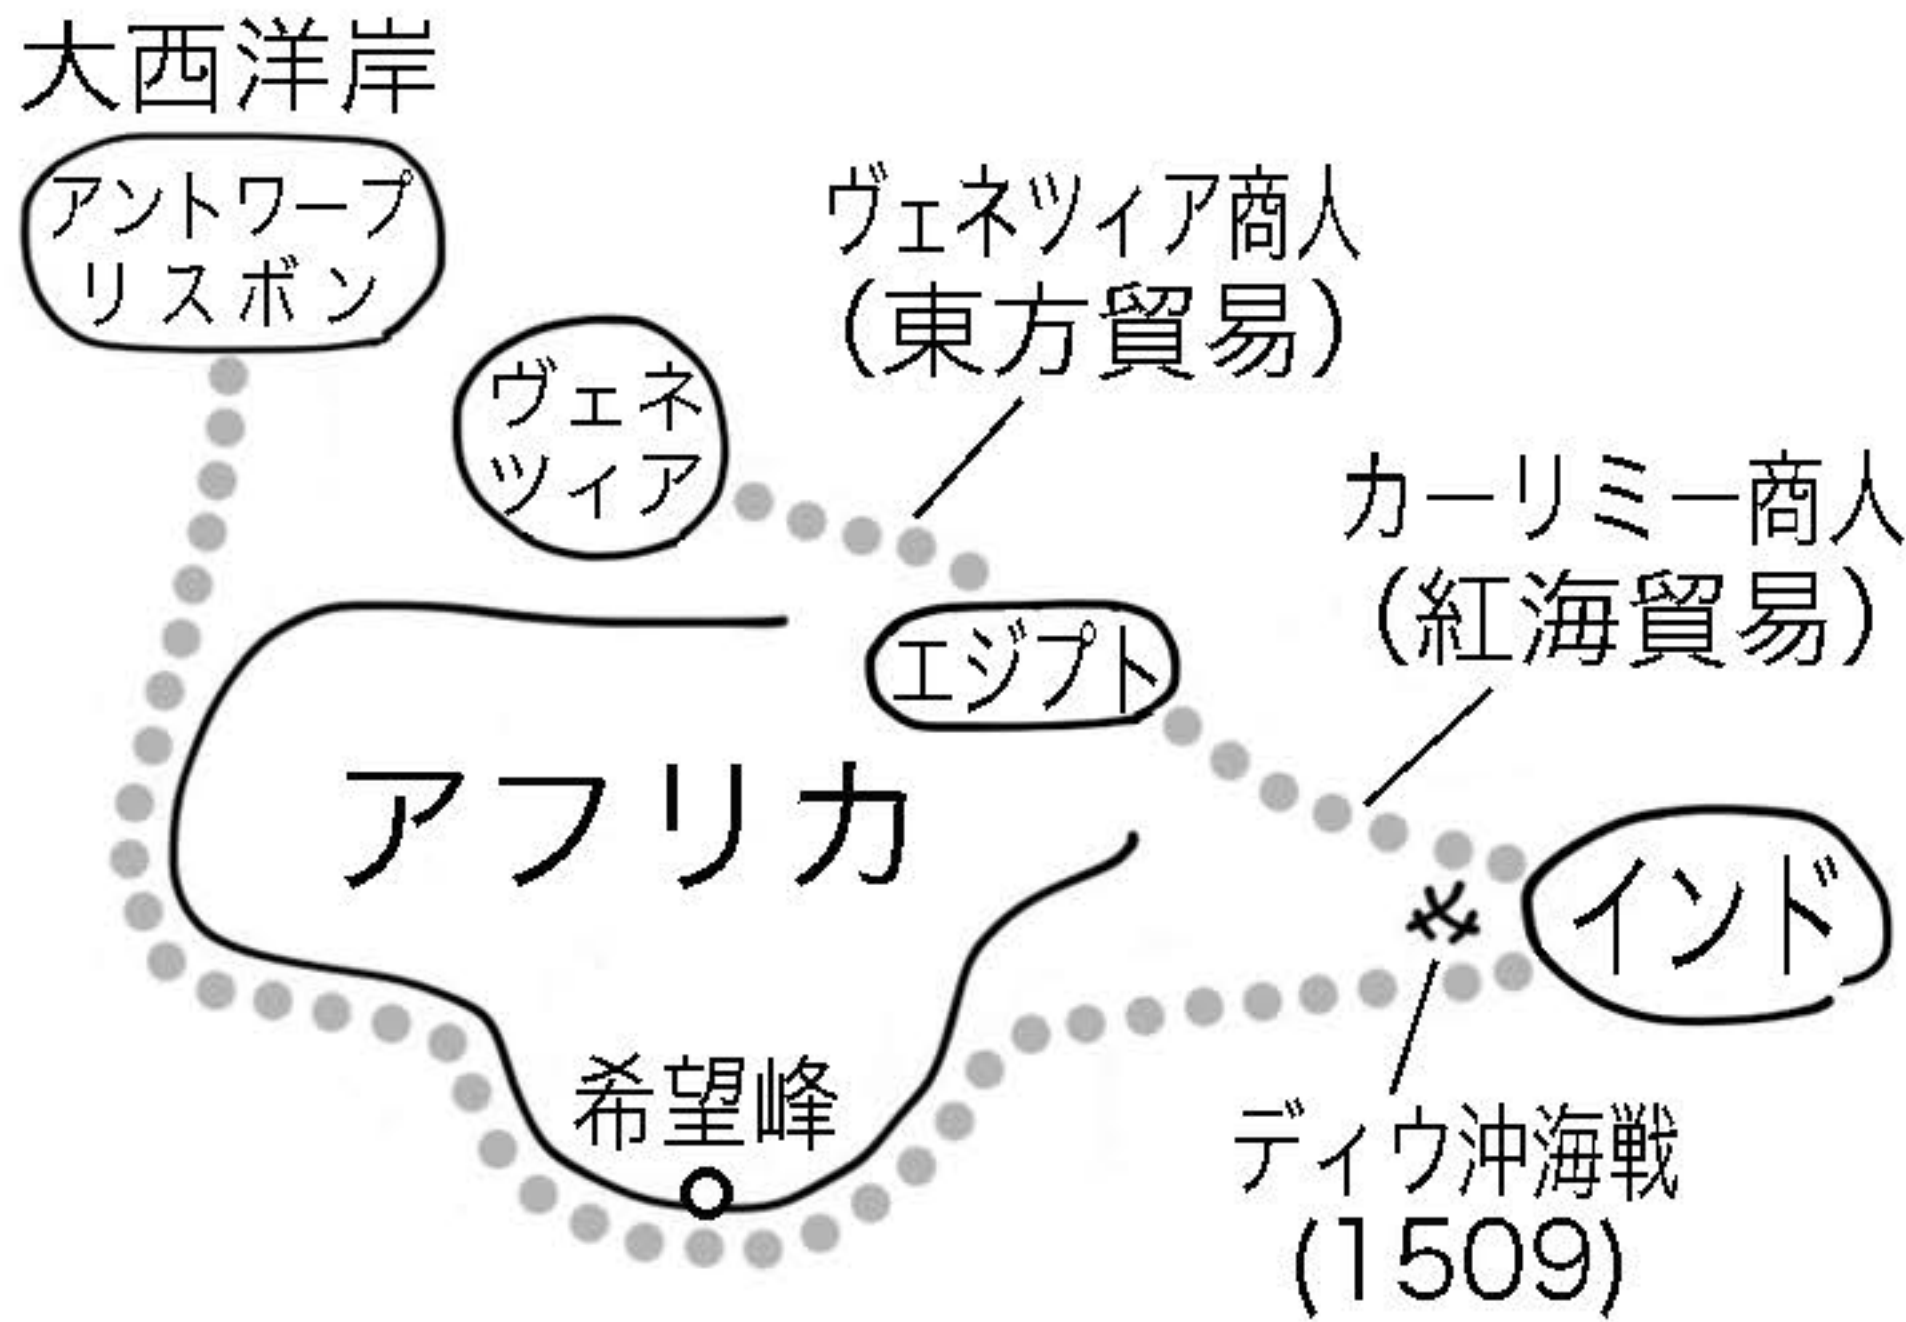 大西洋岸
アントワープ
リスボン
ヴェネツィア商人
(東方貿易)
ヴェネ
ツィア
カーリミー商人
(紅海貿易)
エジプト
アフリカ
インド
希望峰
ディウ沖海戦
(1509)